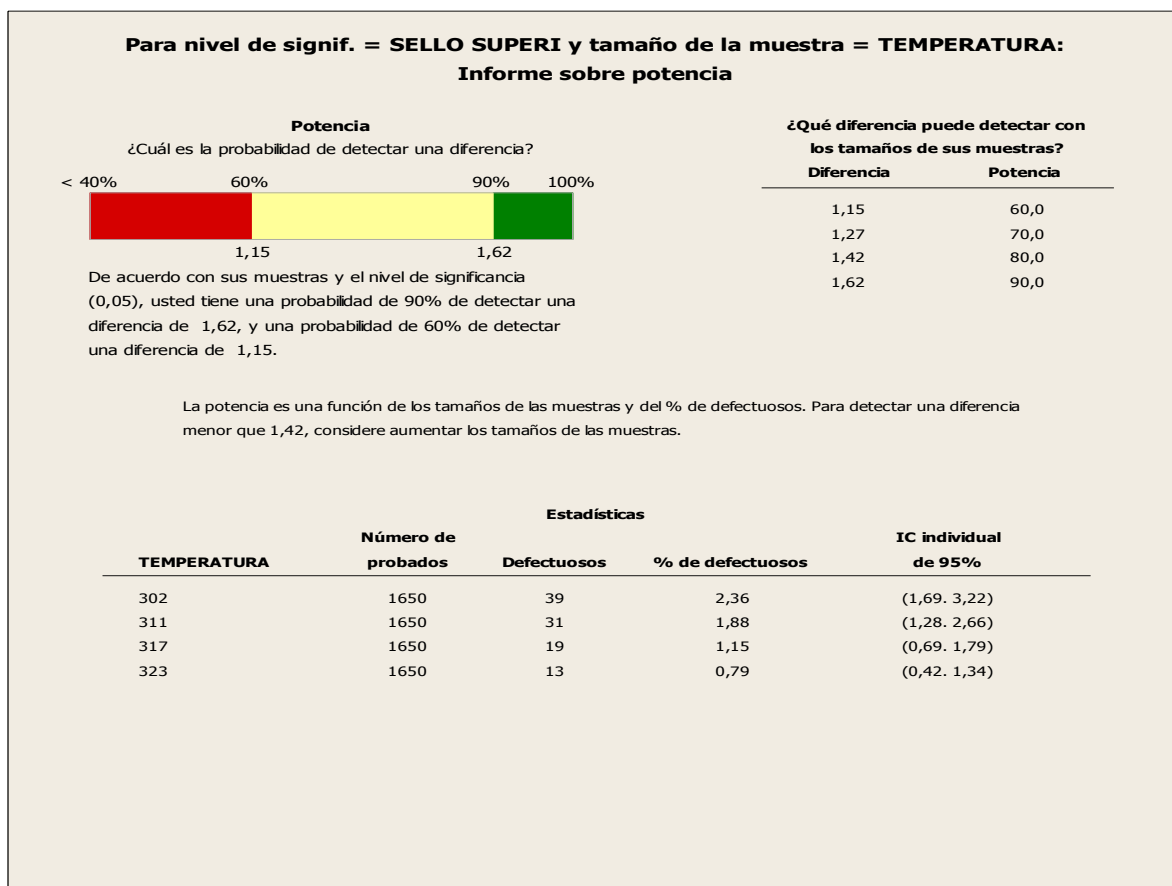 Para nivel de signif. = SELLO SUPERI y tamaño de la muestra = TEMPERATURA:
Informe sobre potencia
Potencia
¿Cuál es la probabilidad de detectar una diferencia?
< 40% 60% 90% 100%
1,15 1,62
De acuerdo con sus muestras y el nivel de significancia
(0,05), usted tiene una probabilidad de 90% de detectar una
diferencia de 1,62, y una probabilidad de 60% de detectar
una diferencia de 1,15.
¿Qué diferencia puede detectar con
los tamaños de sus muestras?
Diferencia Potencia
1,15 60,0
1,27 70,0
1,42 80,0
1,62 90,0
La potencia es una función de los tamaños de las muestras y del % de defectuosos. Para detectar una diferencia
menor que 1,42, considere aumentar los tamaños de las muestras.
Estadísticas
Número de IC individual
TEMPERATURA probados Defectuosos % de defectuosos de 95%
302 1650 39 2,36 (1,69. 3,22)
311 1650 31 1,88 (1,28. 2,66)
317 1650 19 1,15 (0,69. 1,79)
323 1650 13 0,79 (0,42. 1,34)